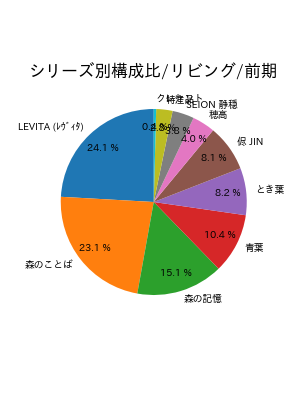 シリーズ別構成比/リビング/前期
SEION 静穏
穂高
LEVITA (ﾚｳﾞｨﾀ)
24.1 %
3.8 %
4.0 %
侭 JIN
8.1 %
とき葉
8.2 %
青葉
10.4 %
森の記憶
15.1 %
森のことば
23.1 %